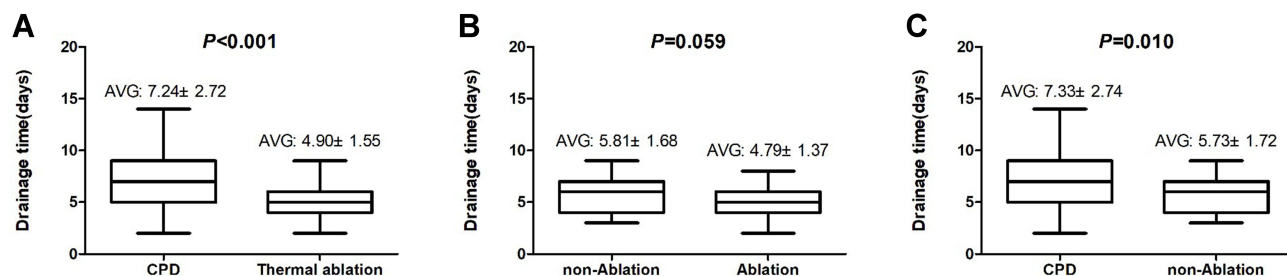 A
P<0.001
Drainage time(days)
20
15
10
5
0
AVG: 7.24± 2.72
AVG: 4.90± 1.55
CPD
Thermal ablation
B
P=0.059
Drainage time(days)
20
15
10
5
0
AVG: 5.81± 1.68
AVG: 4.79± 1.37
non-Ablation
Ablation
C
P=0.010
Drainage time(days)
20
15
10
5
0
AVG: 7.33± 2.74
AVG: 5.73± 1.72
CPD
non-Ablation